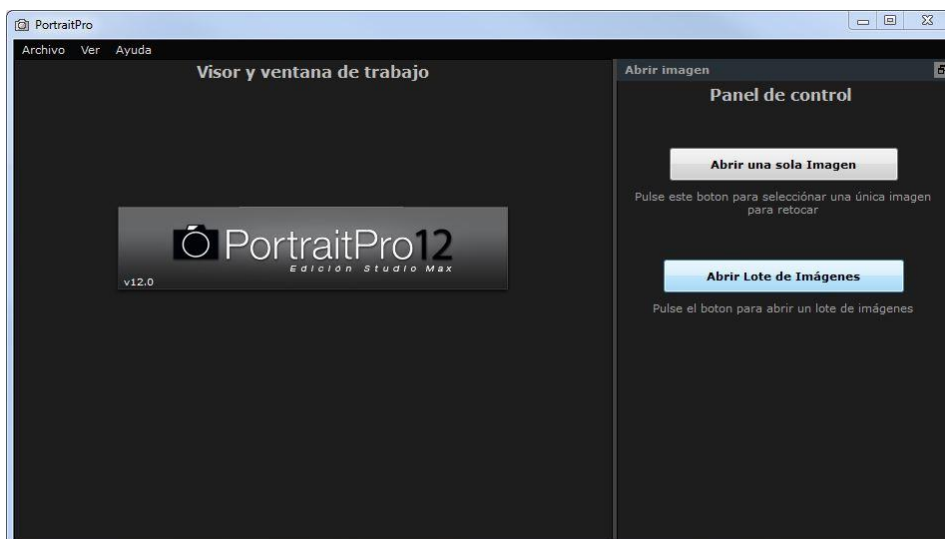 PortraitPro
Archivo Ver Ayuda
Visor y ventana de trabajo
PortraitPro12
Edición Studio Max
v12.0
Abrir imagen
Panel de control
Abrir una sola Imagen
Pulse este boton para selecciónar una única imagen
para retocar
Abrir Lote de Imágenes
Pulse el boton para abrir un lote de imágenes